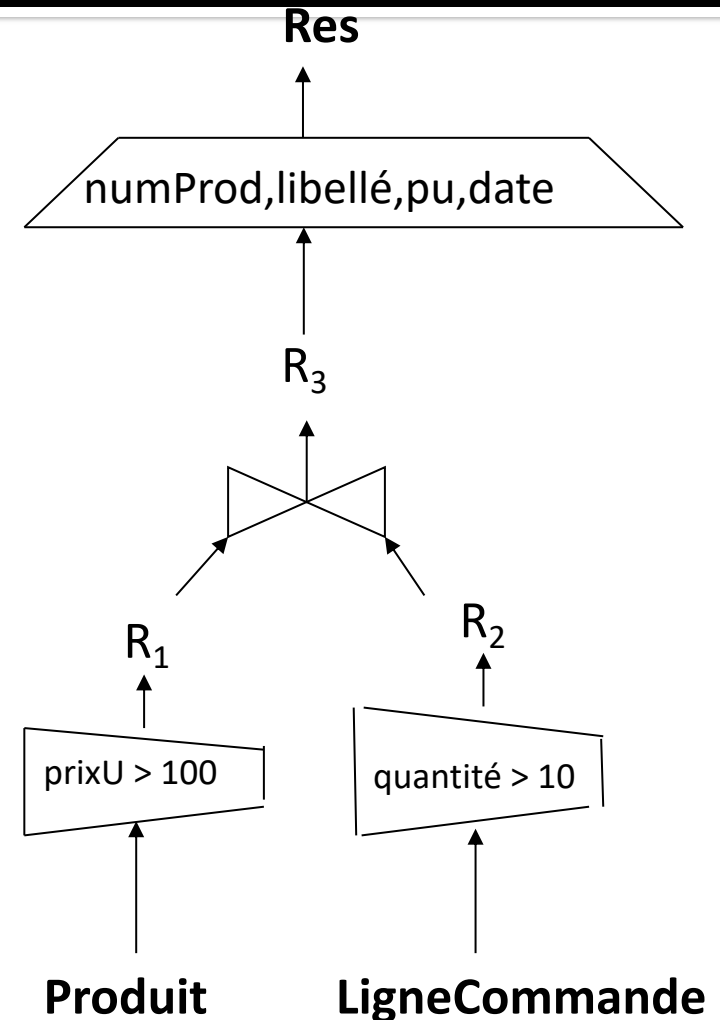 Res
numProd,libellé,pu,date
R₃
R₁
R₂
prixU > 100
quantité > 10
Produit
LigneCommande